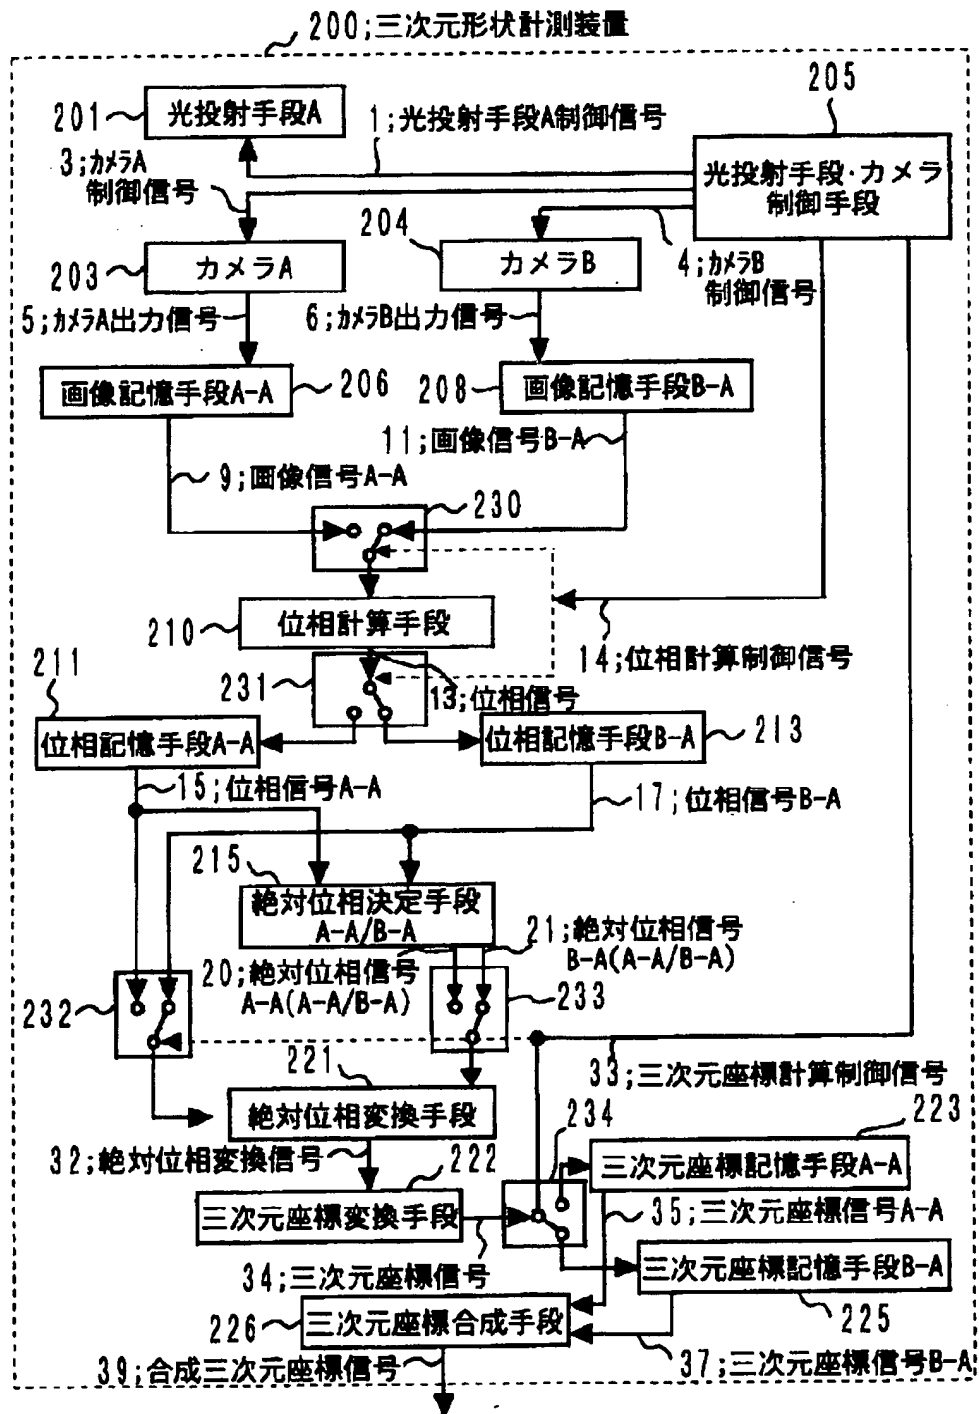 200;三次元形状計測装置
201
光投射手段A
1;光投射手段A制御信号
205
3;カメラA
制御信号
光投射手段・カメラ
制御手段
204
203
カメラA
カメラB
4;カメラB
制御信号
5;カメラA出力信号
6;カメラB出力信号
画像記憶手段A-A
206
208
画像記憶手段B-A
11;画像信号B-A
9;画像信号A-A
230
210
位相計算手段
14;位相計算制御信号
211
231
13;位相信号
位相記憶手段A-A
位相記憶手段B-A
213
15;位相信号A-A
17;位相信号B-A
215
絶対位相決定手段
A-A/B-A
21;絶対位相信号
B-A(A-A/B-A)
20;絶対位相信号
A-A(A-A/B-A)
232
233
221
33;三次元座標計算制御信号
絶対位相変換手段
234
223
32;絶対位相変換信号
222
三次元座標記憶手段A-A
三次元座標変換手段
35;三次元座標信号A-A
34;三次元座標信号
三次元座標記憶手段B-A
226
三次元座標合成手段
225
39;合成三次元座標信号
37;三次元座標信号B-A